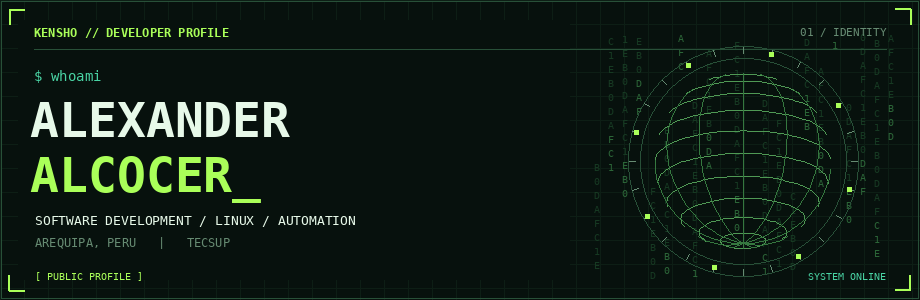 KENSHO // DEVELOPER PROFILE
01 / IDENTITY
$ whoami
ALEXANDER
ALCOCER_
SOFTWARE DEVELOPMENT / LINUX / AUTOMATION
AREQUIPA, PERU | TECSUP
[ PUBLIC PROFILE ]
SYSTEM ONLINE